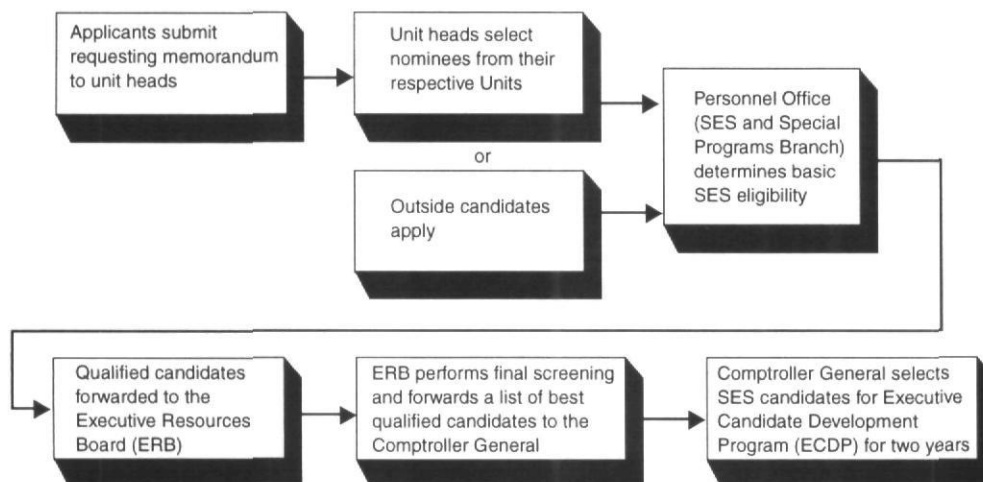 Applicants submit
requesting memorandum
to unit heads
Unit heads select
nominees from their
respective Units
or
Outside candidates
apply
Personnel Office
(SES and Special
Programs Branch)
determines basic
SES eligibility
Qualified candidates
forwarded to the
Executive Resources
Board (ERB)
ERB performs final screening
and forwards a list of best
qualified candidates to the
Comptroller General
Comptroller General selects
SES candidates for Executive
Candidate Development
Program (ECDP) for two years